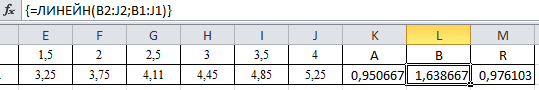 fx {=ЛИНЕЙН(B2:J2;B1:J1)}
E F G H I J K L M
1,5 2 2,5 3 3,5 4 A B R
3,25 3,75 4,11 4,45 4,85 5,25 0,950667 1,638667 0,976103